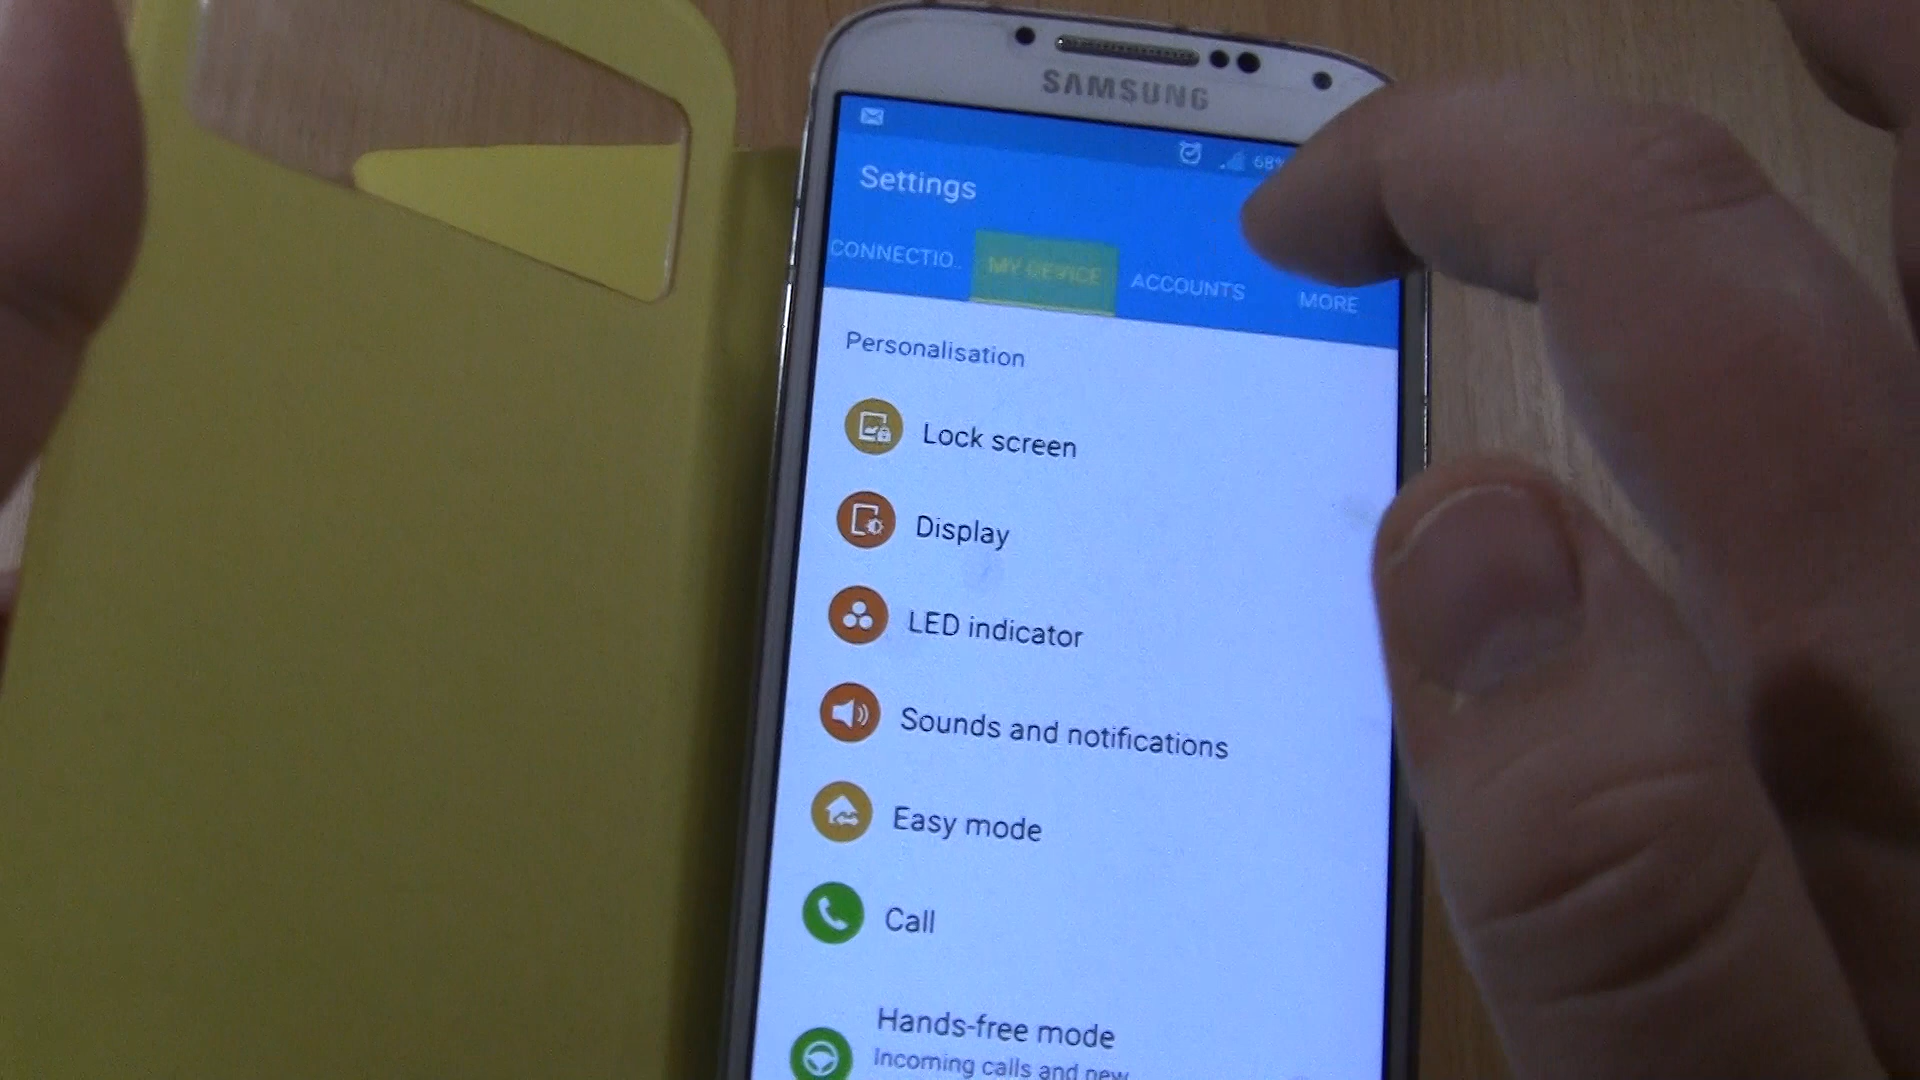 SAMSUNG
68%
Settings
CONNECTIO..
MY DEVICE
ACCOUNTS
MORE
Personalisation
Lock screen
Display
LED indicator
Sounds and notifications
Easy mode
Call
Hands-free mode
Incoming calls and new